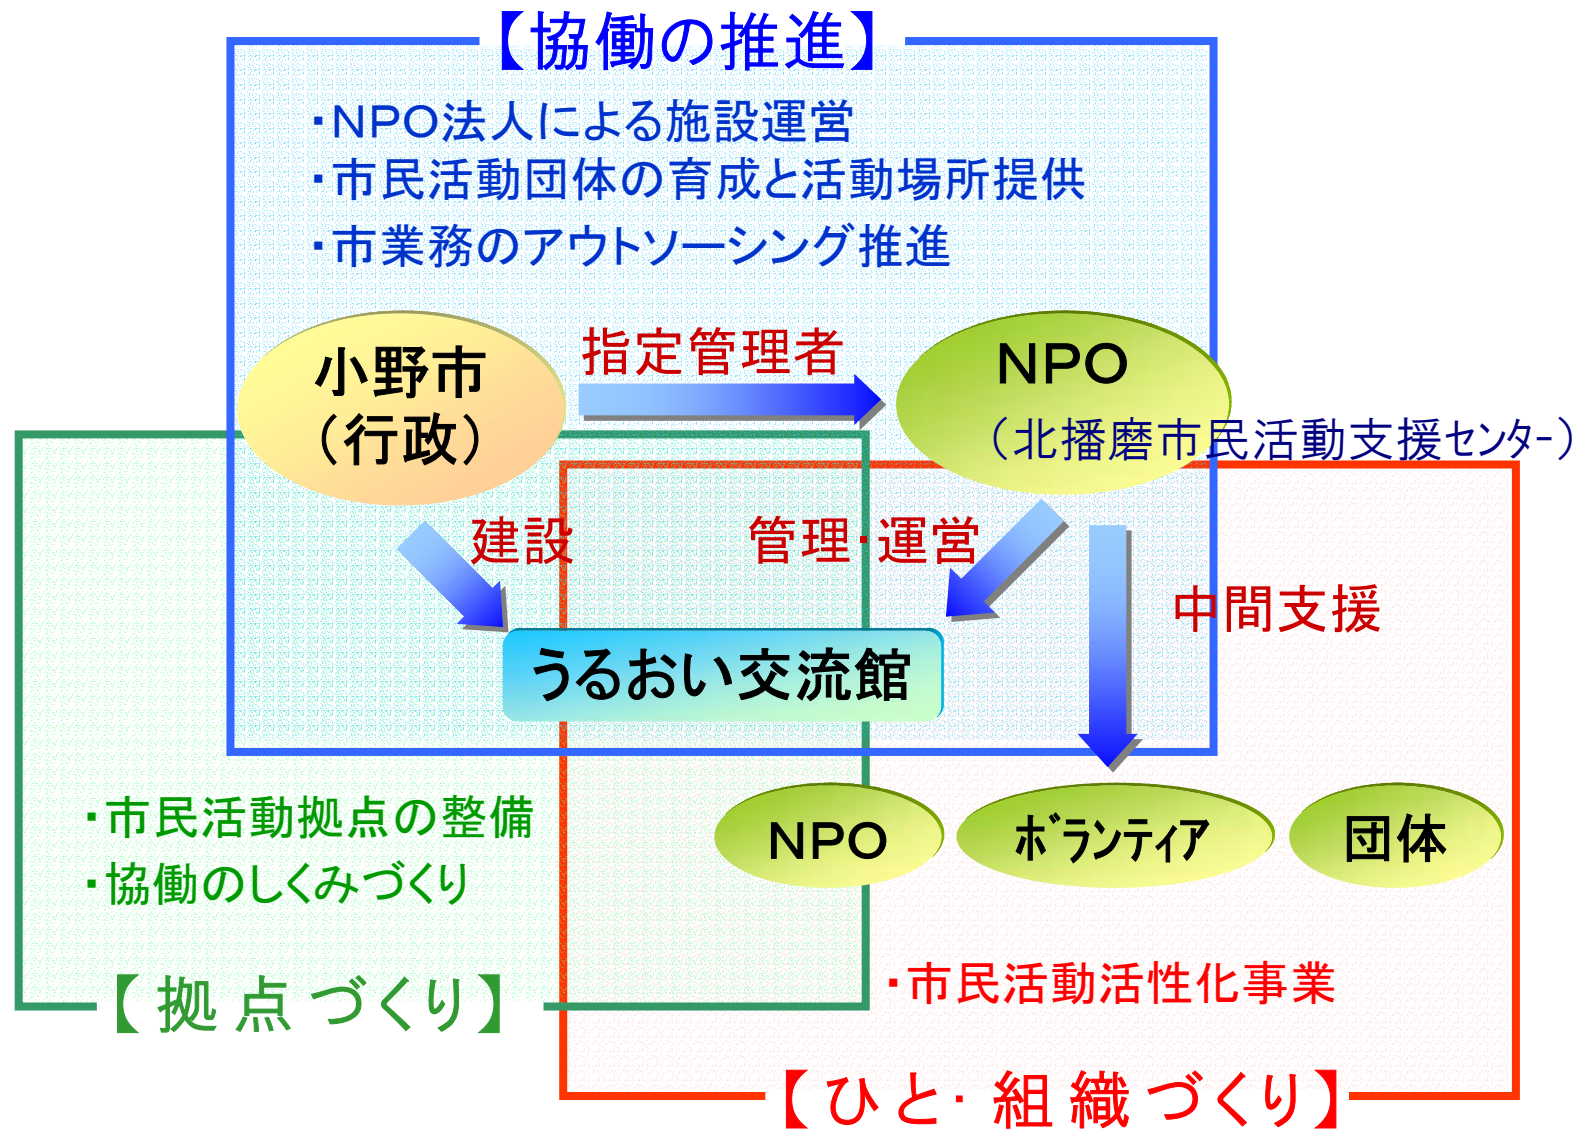 【協働の推進】
・NPO法人による施設運営
・市民活動団体の育成と活動場所提供
・市業務のアウトソーシング推進
小野市
（行政）
指定管理者
NPO
（北播磨市民活動支援ｾﾝﾀｰ）
建設
管理・運営
中間支援
うるおい交流館
・市民活動拠点の整備
・協働のしくみづくり
NPO
ﾎﾞﾗﾝﾃｨｱ
団体
【拠点づくり】
・市民活動活性化事業
【ひと・組織づくり】